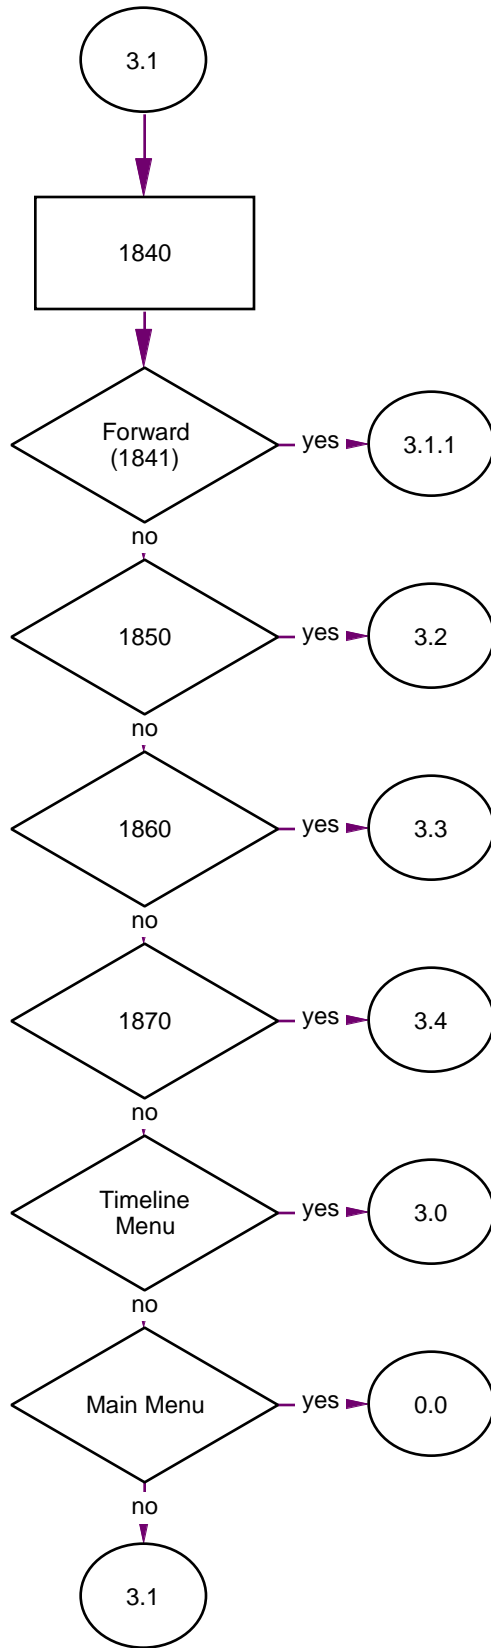 3.1
1840
Forward
(1841)
yes
3.1.1
no
1850
yes
3.2
no
1860
yes
3.3
no
1870
yes
3.4
no
Timeline
Menu
yes
3.0
no
Main Menu
yes
0.0
no
3.1